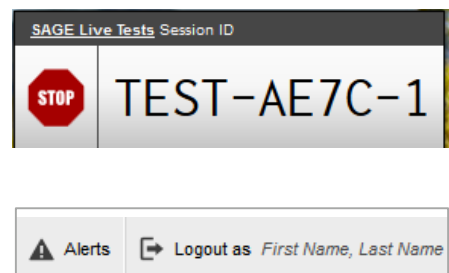 SAGE Live Tests Session ID
STOP TEST-AE7C-1
Alerts Logout as First Name, Last Name